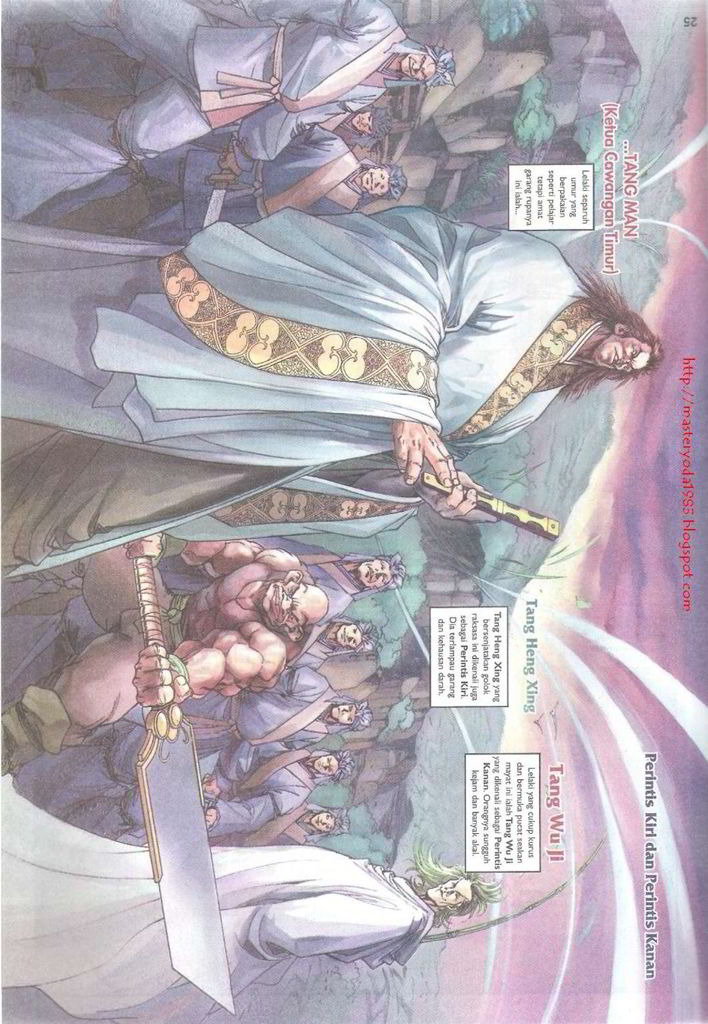 Lelaki separuh
umur yang
berpakaian
seperti pelajar
tetapi amat
garang rupanya
ini ialah...
...TANG MAN
(Ketua Cawangan Timur)
http://masteryoda1985.blogspot.com
Perintis Kiri dan Perintis Kanan
Tang Heng Xing
Tang Heng Xing yang
bersenjatakan golok
raksasa ini dikenali juga
sebagai Perintis Kiri.
Dia terlampau garang
dan kehausan darah.
Tang Wu Ji
Lelaki yang cukup kurus
dan bermuka pucat seakan
mayat ini ialah Tang Wu Ji
yang dikenali sebagai Perintis
Kanan. Orangnya sungguh
kejam dan banyak akal.
25